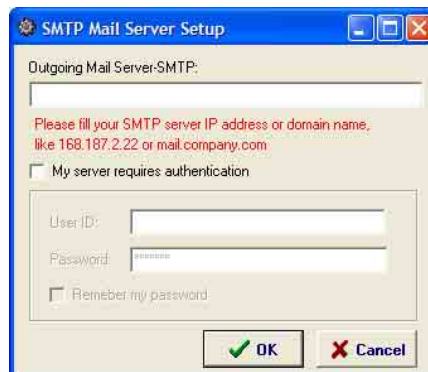 SMTP Mail Server Setup
Outgoing Mail Server-SMTP:
Please fill your SMTP server IP address or domain name,
like 168.187.2.22 or mail.company.com
My server requires authentication
User ID:
Password:
*******
Remeber my password
OK
Cancel